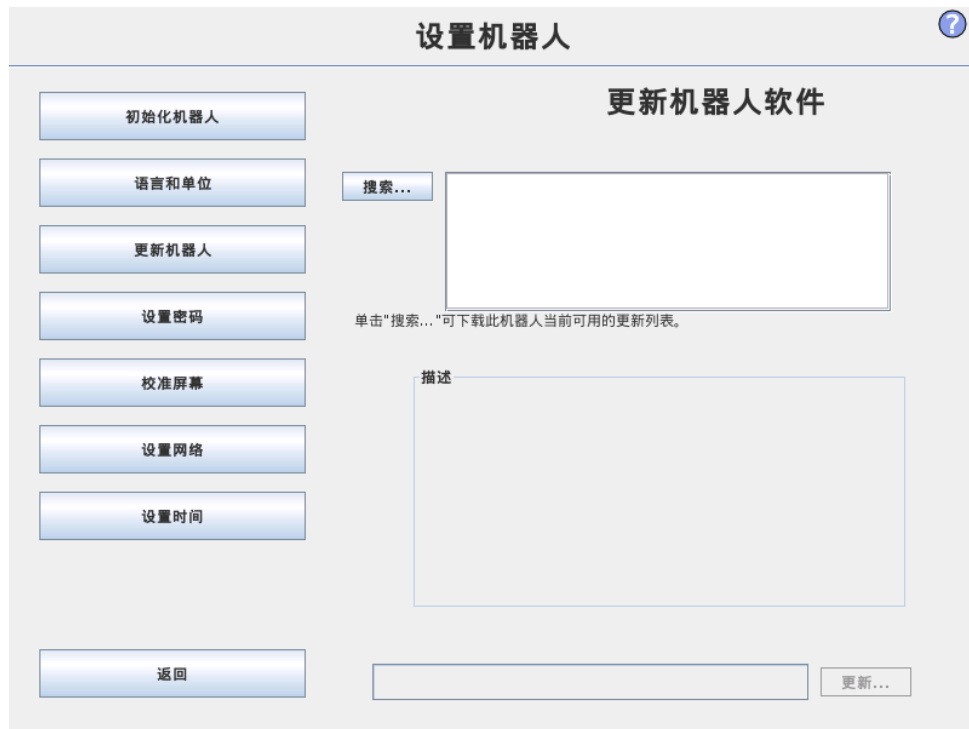 设置机器人
?
初始化机器人
语言和单位
更新机器人
设置密码
校准屏幕
设置网络
设置时间
返回
更新机器人软件
搜索...
单击"搜索..."可下载此机器人当前可用的更新列表。
描述
更新...